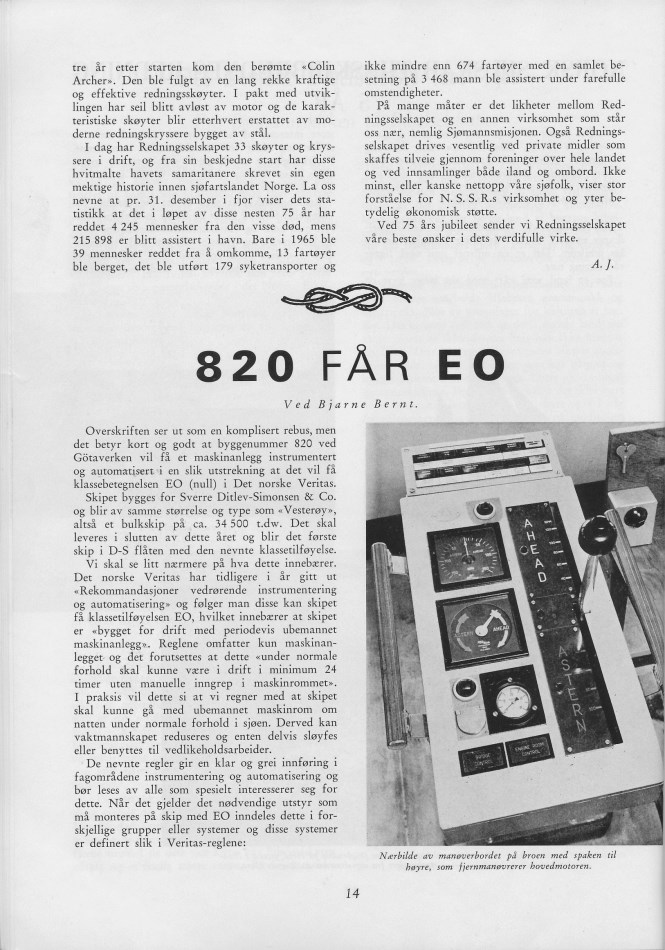 tre år etter starten kom den berømte «Colin
Archer». Den ble fulgt av en lang rekke kraftige
og effektive redningsskøyter. I pakt med utvik-
lingen har seil blitt avløst av motor og de karak-
teristiske skøyter blir etterhvert erstattet av mo-
derne redningskryssere bygget av stål.
I dag har Redningsselskapet 33 skøyter og krys-
sere i drift, og fra sin beskjedne start har disse
hvitmalte havets samaritanere skrevet sin egen
mektige historie innen sjøfartslandet Norge. La oss
nevne at pr. 31. desember i fjor viser dets sta-
tistikk at det i løpet av disse nesten 75 år har
reddet 4 245 mennesker fra den visse død, mens
215 898 er blitt assistert i havn. Bare i 1965 ble
39 mennesker reddet fra å omkomme, 13 fartøyer
ble berget, det ble utført 179 syketransporter og
ikke mindre enn 674 fartøyer med en samlet be-
setning på 3 468 mann ble assistert under farefulle
omstendigheter.
På mange måter er det likheter mellom Red-
ningsselskapet og en annen virksomhet som står
oss nær, nemlig Sjømannsmisjonen. Også Rednings-
selskapet drives vesentlig ved private midler som
skaffes tilveie gjennom foreninger over hele landet
og ved innsamlinger både iland og ombord. Ikke
minst, eller kanske nettopp våre sjøfolk, viser stor
forståelse for N. S. S. R.s virksomhet og yter be-
tydelig økonomisk støtte.
Ved 75 års jubileet sender vi Redningsselskapet
våre beste ønsker i dets verdifulle virke.
A. J.
820 FÅR EO
Ved Bjarne Bernt.
Overskriften ser ut som en komplisert rebus, men
det betyr kort og godt at byggenummer 820 ved
Götaverken vil få et maskinanlegg instrumentert
og automatisert i en slik utstrekning at det vil få
klassebetegnelsen EO (null) i Det norske Veritas.
Skipet bygges for Sverre Ditlev-Simonsen & Co.
og blir av samme størrelse og type som «Vesterøy»,
altså et bulkskip på ca. 34 500 t.dw. Det skal
leveres i slutten av dette året og blir det første
skip i D-S flåten med den nevnte klassetilføyelse.
Vi skal se litt nærmere på hva dette innebærer.
Det norske Veritas har tidligere i år gitt ut
«Rekommandasjoner vedrørende instrumentering
og automatisering» og følger man disse kan skipet
få klassetilføyelsen EO, hvilket innebærer at skipet
er «bygget for drift med periodevis ubemannet
maskinanlegg». Reglene omfatter kun maskinan-
legget og det forutsettes at dette «under normale
forhold skal kunne være i drift i minimum 24
timer uten manuelle inngrep i maskinrommet».
I praksis vil dette si at vi regner med at skipet
skal kunne gå med ubemannet maskinrom om
natten under normale forhold i sjøen. Derved kan
vaktmannskapet reduseres og enten delvis sløyfes
eller benyttes til vedlikeholdsarbeider.
De nevnte regler gir en klar og grei innføring i
fagområdene instrumentering og automatisering og
bør leses av alle som spesielt interesserer seg for
dette. Når det gjelder det nødvendige utstyr som
må monteres på skip med EO inndeles dette i for-
skjellige grupper eller systemer og disse systemer
er definert slik i Veritas-reglene:
AHEAD
ASTERN
AHEAD
BRIDGE
CONTROL
ENGINE ROOM
CONTROL
Nærbilde av manøverbordet på broen med spaken til
høyre, som fjernmanøvrerer hovedmotoren.
14